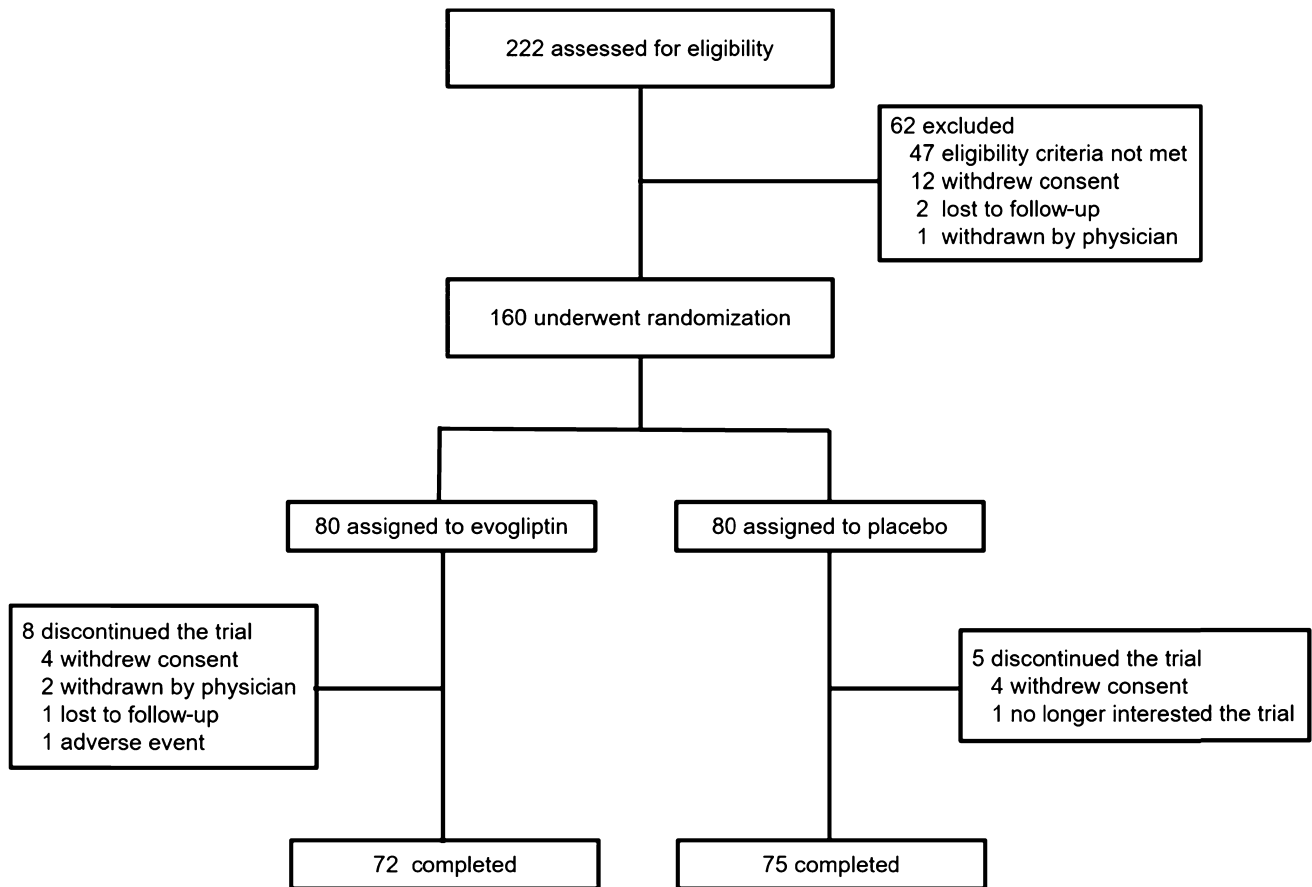 222 assessed for eligibility
62 excluded
47 eligibility criteria not met
12 withdrew consent
2 lost to follow-up
1 withdrawn by physician
160 underwent randomization
80 assigned to evogliptin
80 assigned to placebo
8 discontinued the trial
4 withdrew consent
2 withdrawn by physician
1 lost to follow-up
1 adverse event
5 discontinued the trial
4 withdrew consent
1 no longer interested the trial
72 completed
75 completed